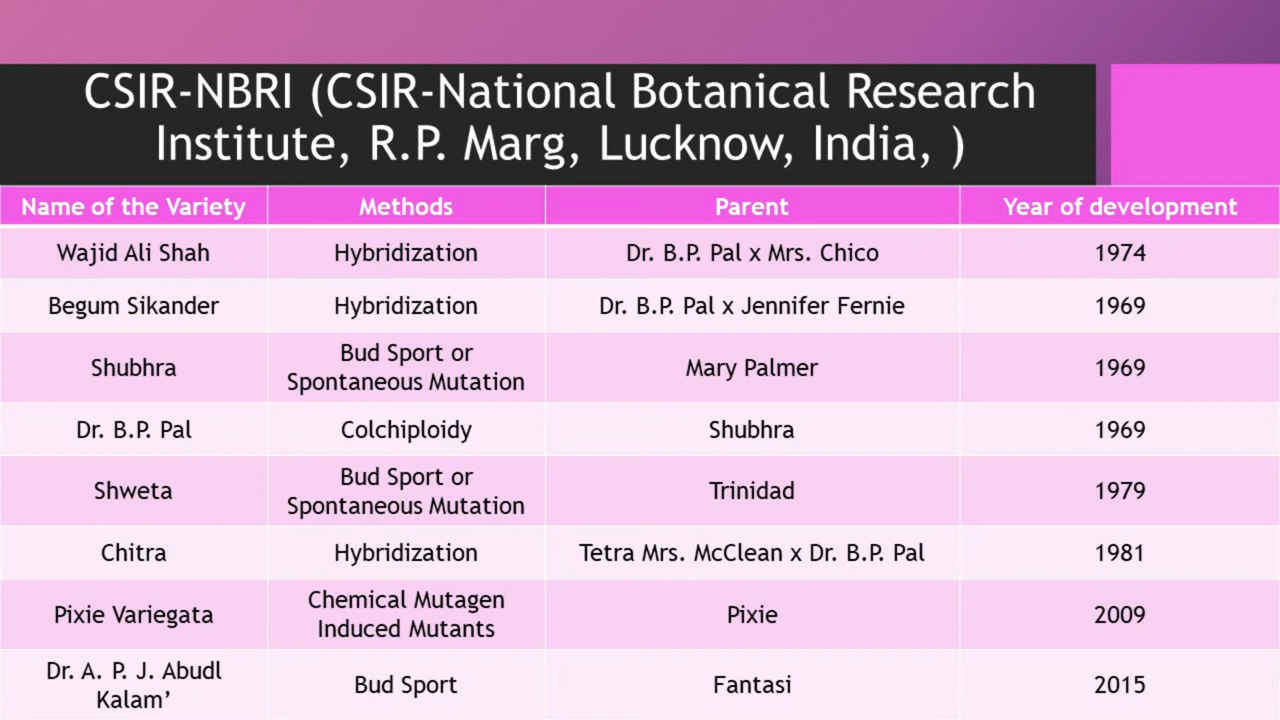 CSIR-NBRI (CSIR-National Botanical Research
Institute, R.P. Marg, Lucknow, India, )
Name of the Variety Methods Parent Year of development
Wajid Ali Shah Hybridization Dr. B.P. Pal x Mrs. Chico 1974
Begum Sikander Hybridization Dr. B.P. Pal x Jennifer Fernie 1969
Shubhra Bud Sport or
Spontaneous Mutation Mary Palmer 1969
Dr. B.P. Pal Colchiploidy Shubhra 1969
Shweta Bud Sport or
Spontaneous Mutation Trinidad 1979
Chitra Hybridization Tetra Mrs. McClean x Dr. B.P. Pal 1981
Pixie Variegata Chemical Mutagen
Induced Mutants Pixie 2009
Dr. A. P. J. Abudl
Kalam’ Bud Sport Fantasi 2015